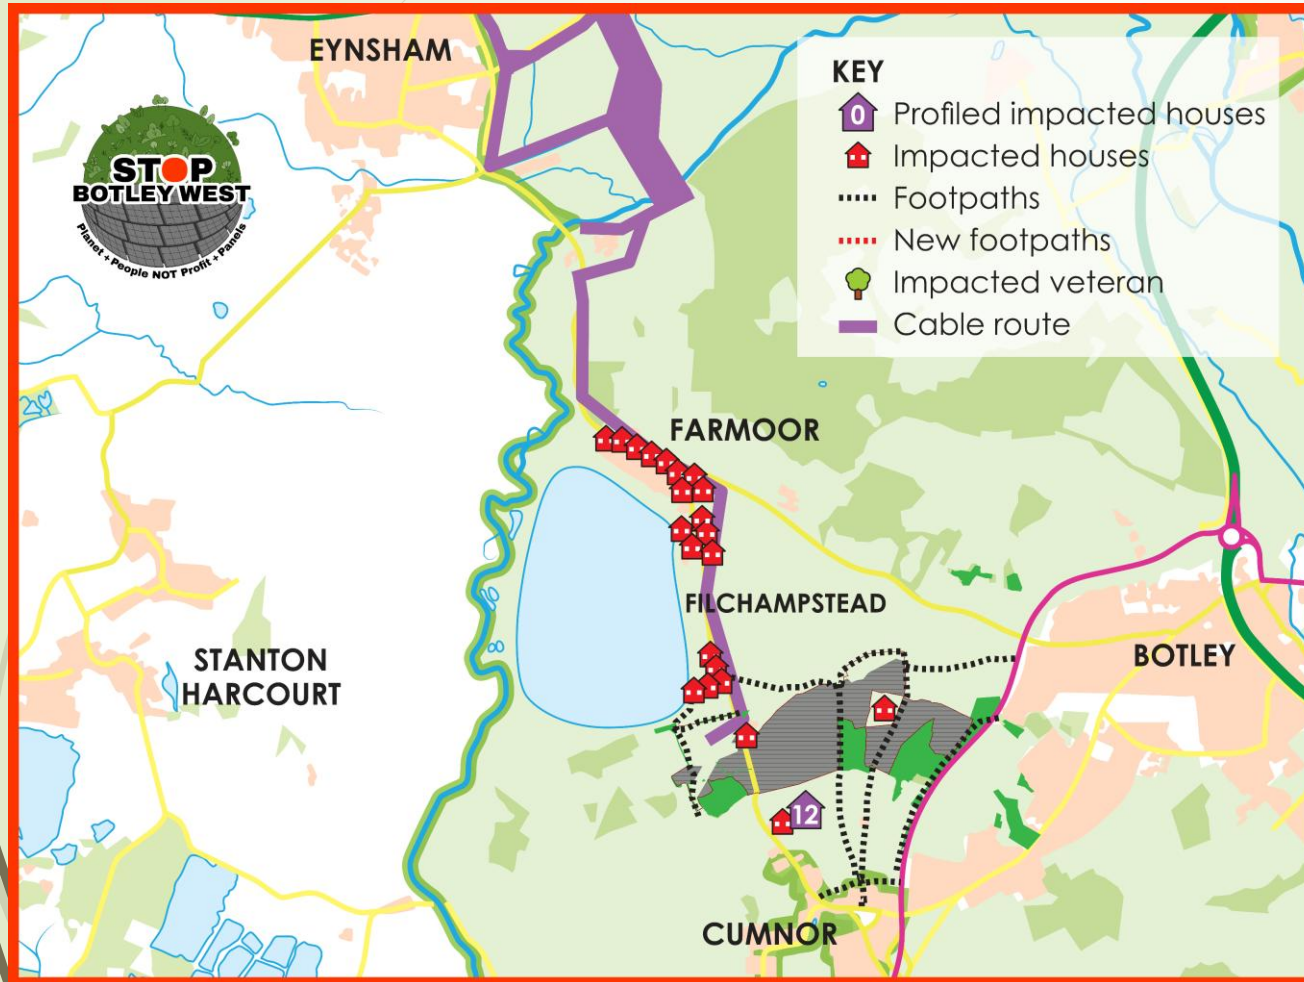 EYNSHAM
STOP
BOTLEY WEST
Planet + People NOT Profit + Panels
KEY
0 Profiled impacted houses
Impacted houses
Footpaths
New footpaths
Impacted veteran
Cable route
FARMOOR
FILCHAMPSTEAD
STANTON
HARCOURT
BOTLEY
12
CUMNOR